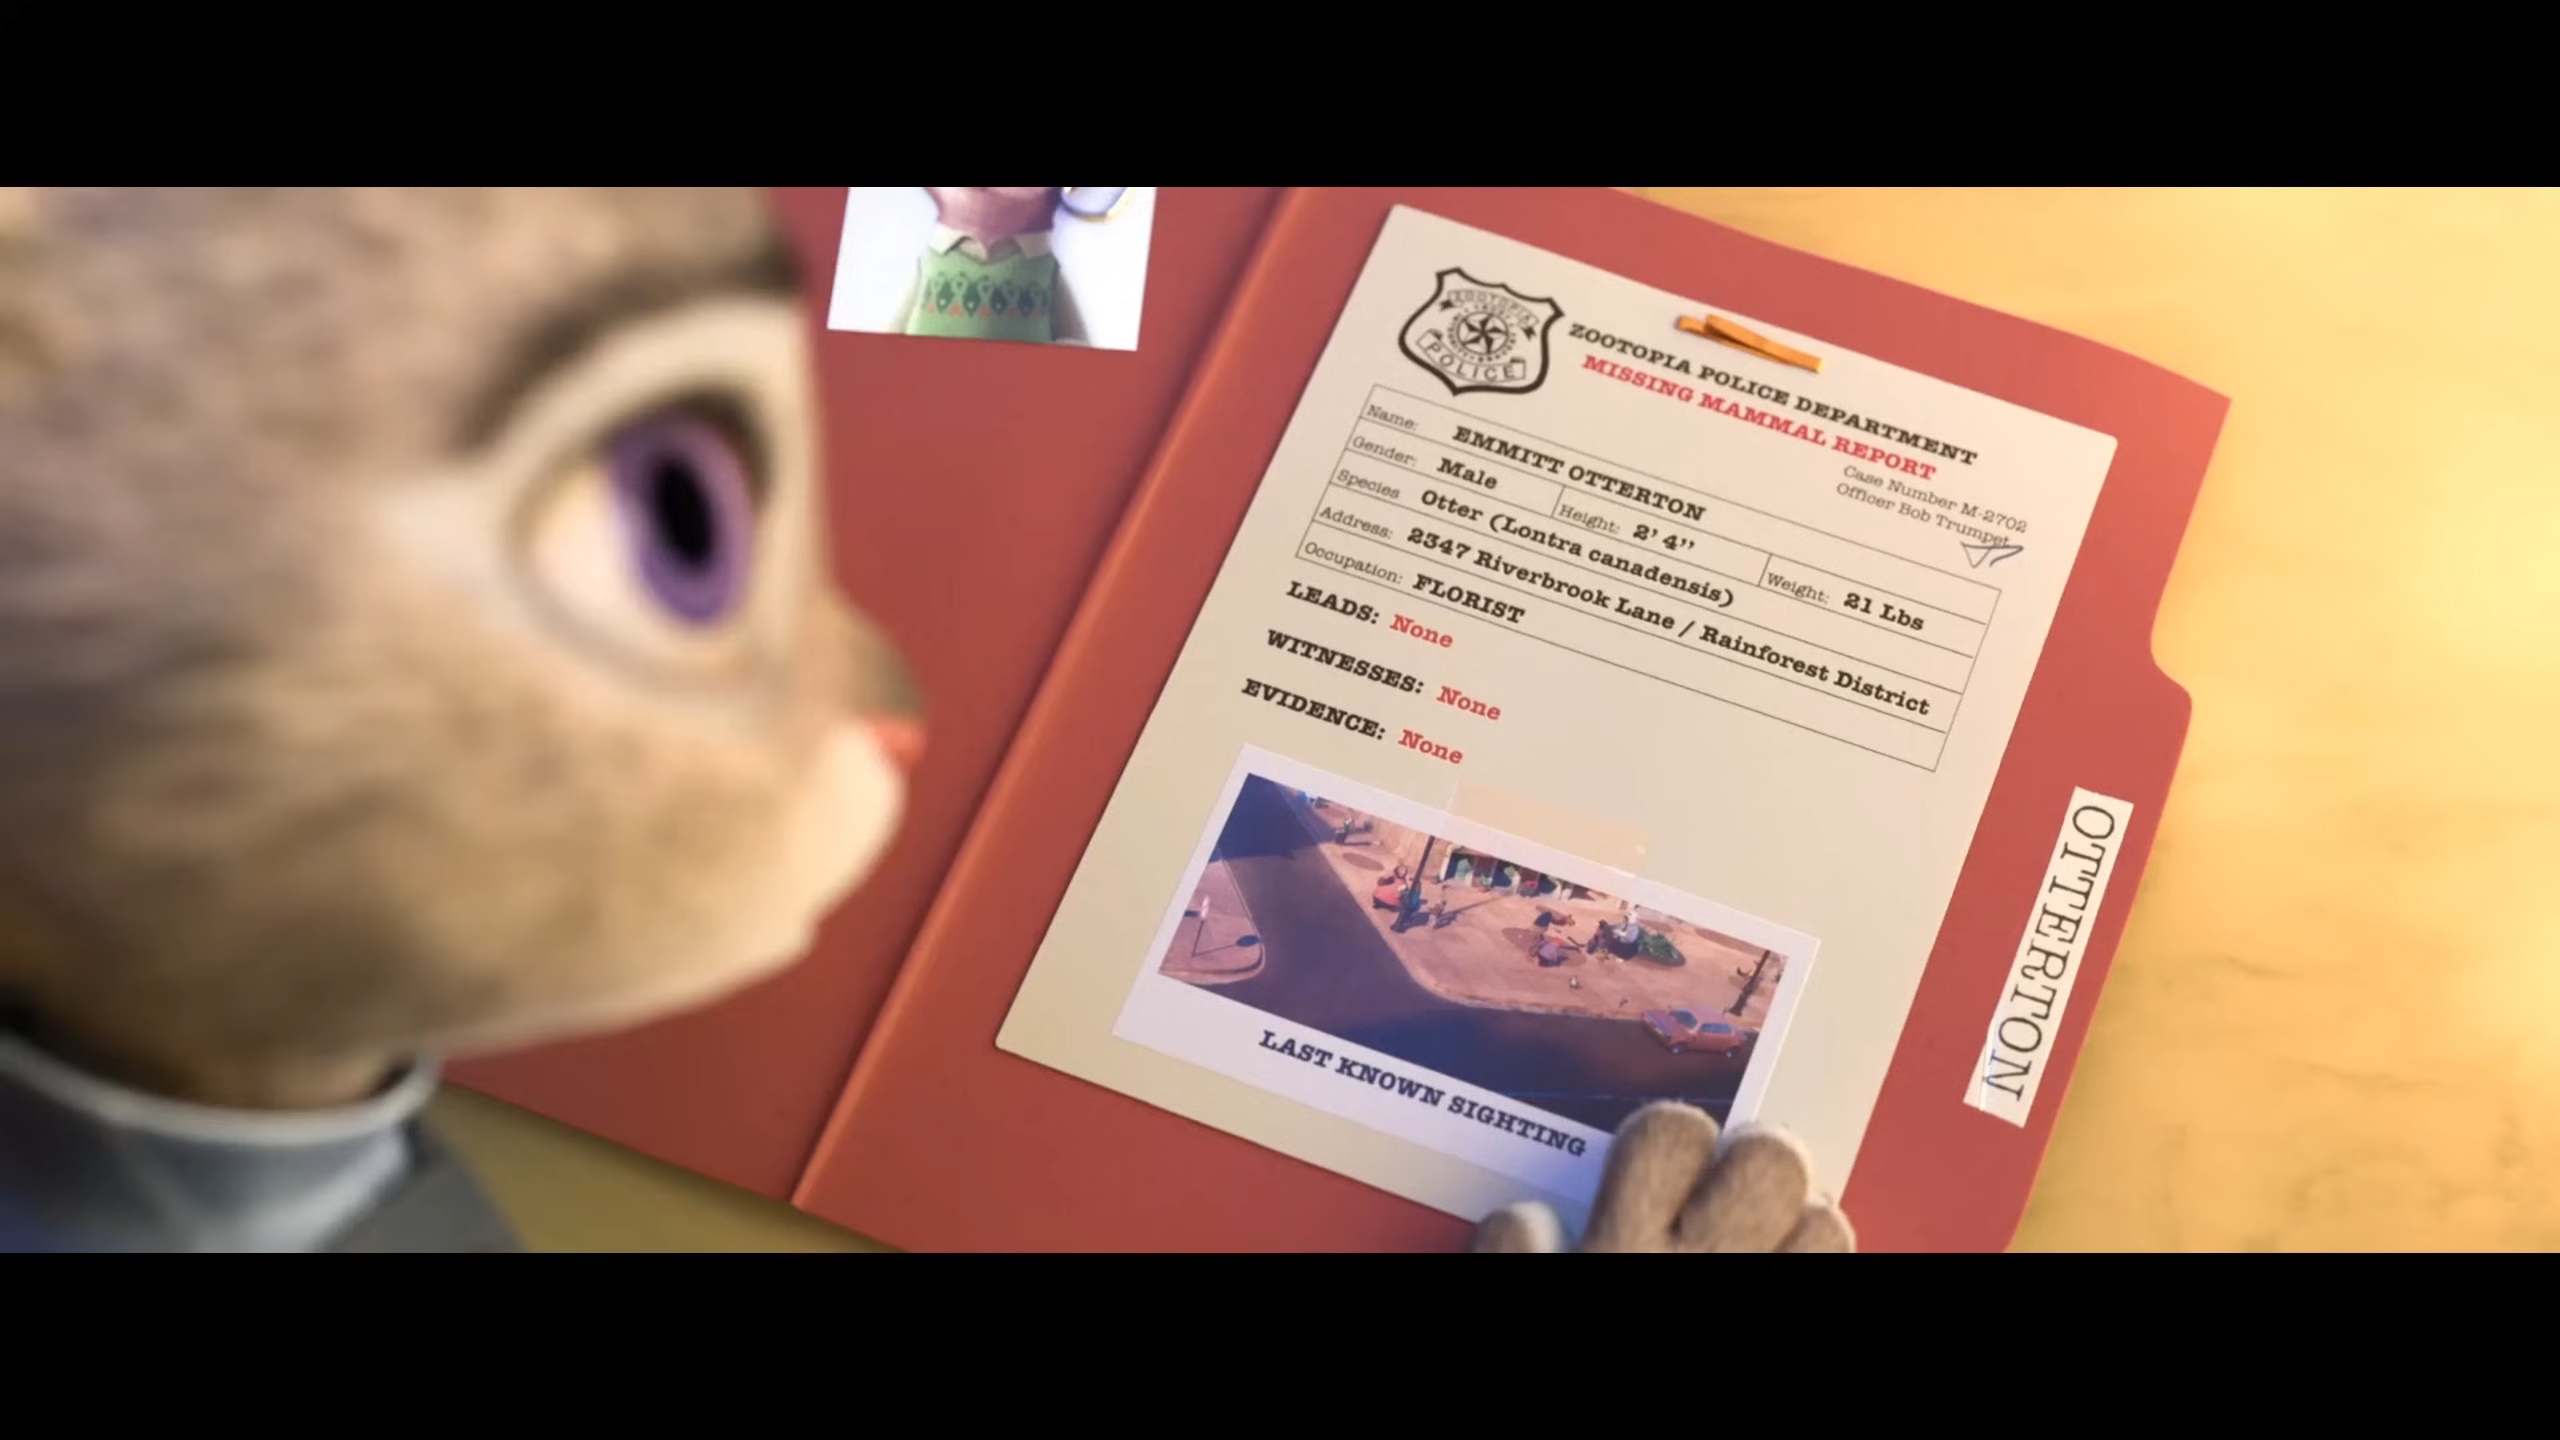 ZOOTOPIA
POLICE
ZOOTOPIA POLICE DEPARTMENT
MISSING MAMMAL REPORT
Case Number M-2702
Officer Bob Trumpet
Name: EMMITT OTTERTON
Gender: Male Height: 2' 4'' Weight: 21 Lbs
Species Otter (Lontra canadensis)
Address: 2347 Riverbrook Lane / Rainforest District
Occupation: FLORIST
LEADS: None
WITNESSES: None
EVIDENCE: None
LAST KNOWN SIGHTING
OTTERTON